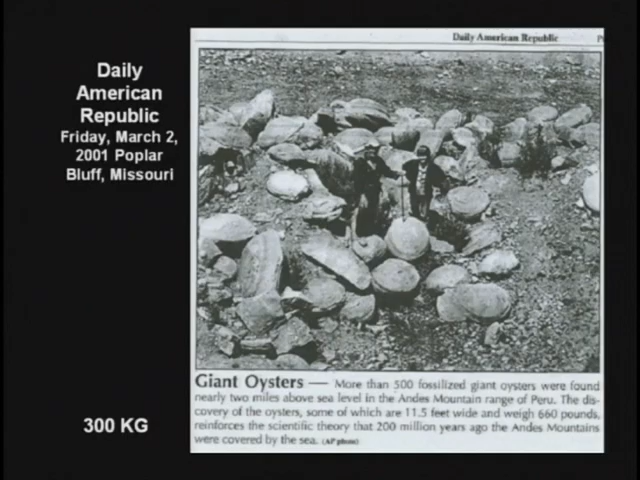 Daily
American
Republic
Friday, March 2,
2001 Poplar
Bluff, Missouri
300 KG
Daily American Republic
Giant Oysters — More than 500 fossilized giant oysters were found
nearly two miles above sea level in the Andes Mountain range of Peru. The dis-
covery of the oysters, some of which are 11.5 feet wide and weigh 660 pounds,
reinforces the scientific theory that 200 million years ago the Andes Mountains
were covered by the sea. (AP photo)